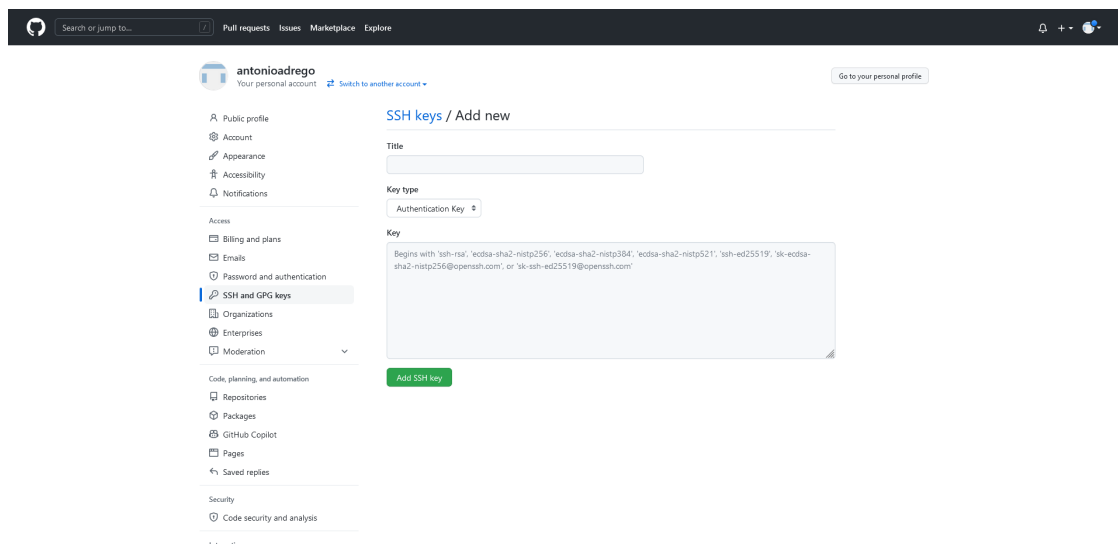 Search or jump to...
/
Pull requests Issues Marketplace Explore
antonioadrego
Your personal account Switch to another account
Go to your personal profile
Public profile
Account
Appearance
Accessibility
Notifications
Access
Billing and plans
Emails
Password and authentication
SSH and GPG keys
Organizations
Enterprises
Moderation
Code, planning, and automation
Repositories
Packages
GitHub Copilot
Pages
Saved replies
Security
Code security and analysis
SSH keys / Add new
Title
Key type
Authentication Key
Key
Begins with 'ssh-rsa', 'ecdsa-sha2-nistp256', 'ecdsa-sha2-nistp384', 'ecdsa-sha2-nistp521', 'ssh-ed25519', 'sk-ecdsa-
sha2-nistp256@openssh.com', or 'sk-ssh-ed25519@openssh.com'
Add SSH key